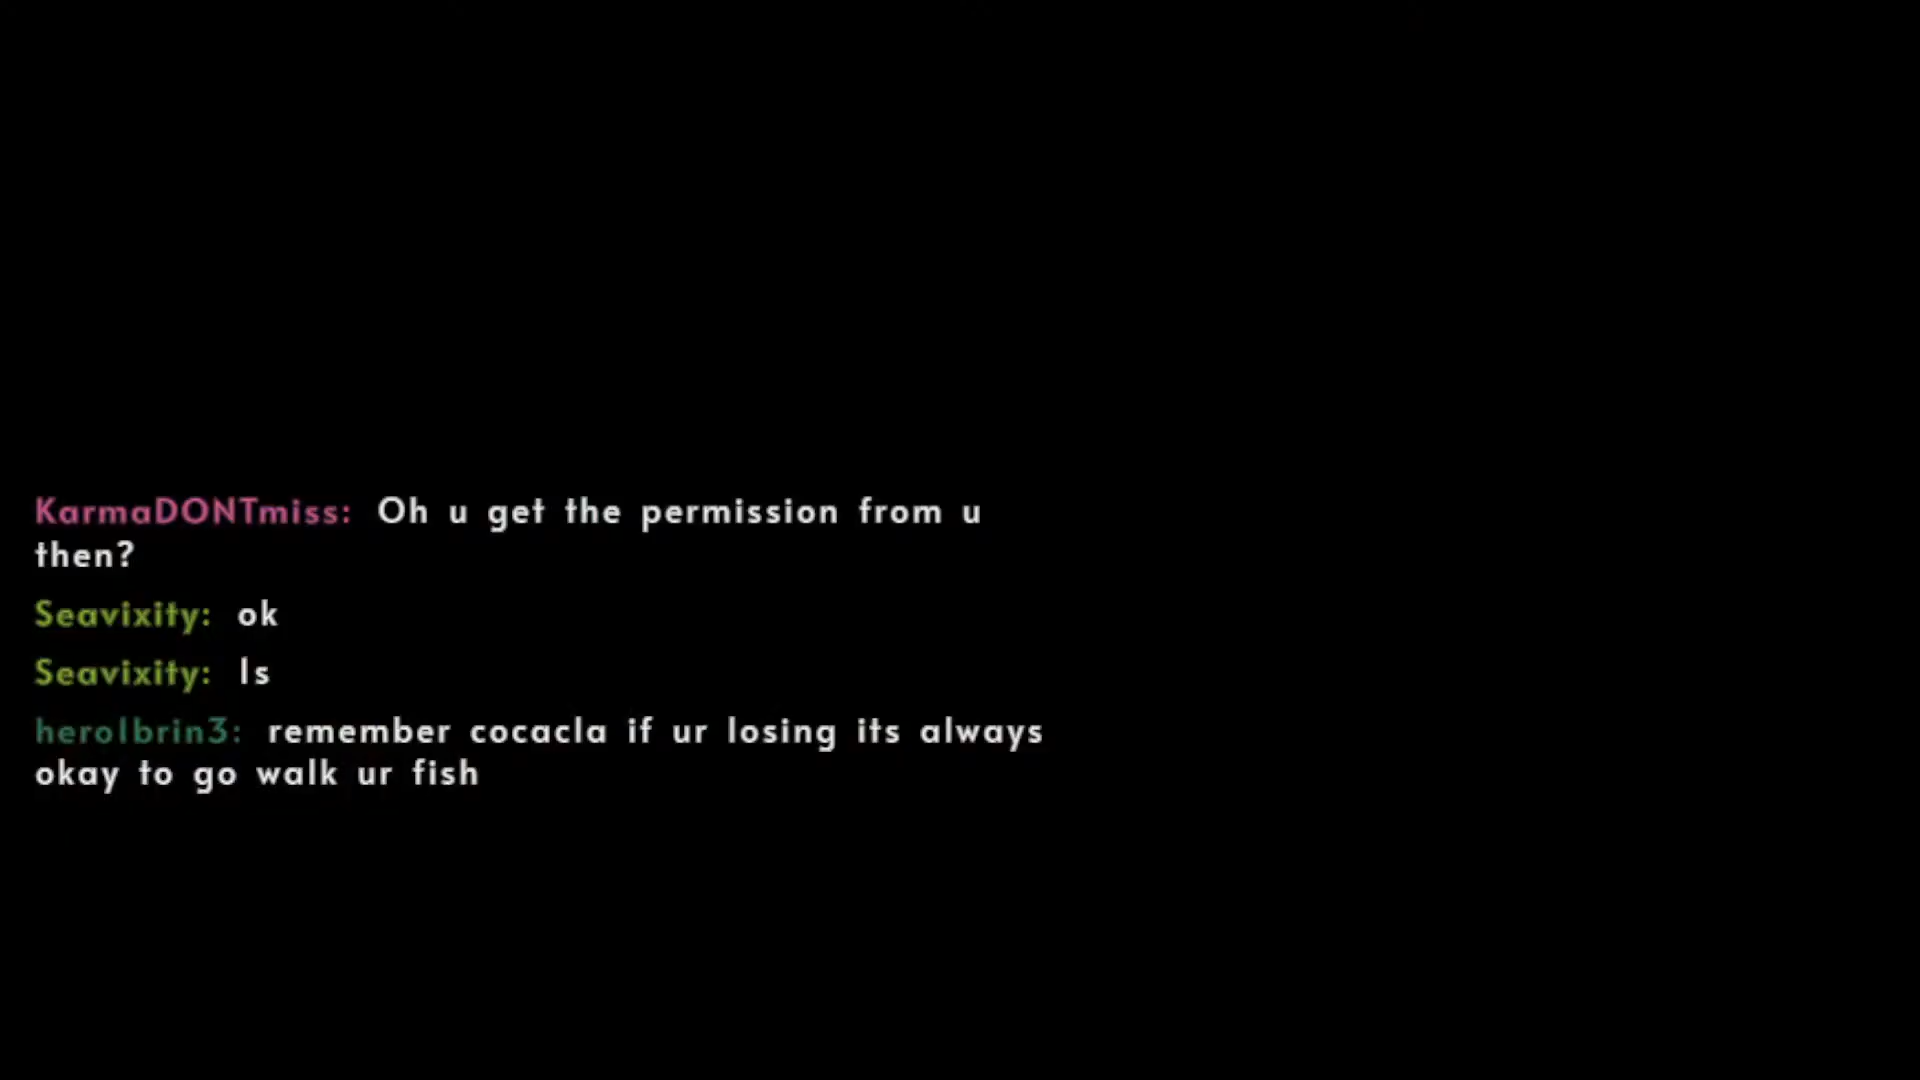 KarmaDONTmiss: Oh u get the permission from u
then?
Seavixity: ok
Seavixity: ls
herolbrin3: remember cocacla if ur losing its always
okay to go walk ur fish